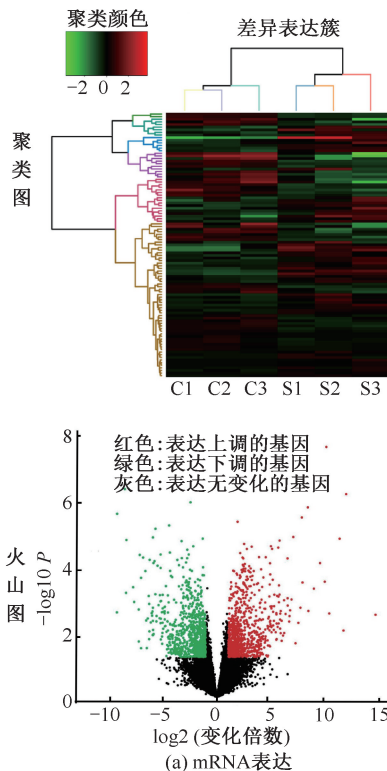 聚类颜色
−2 0 2
差异表达簇
聚类图
C1 C2 C3 S1 S2 S3
红色:表达上调的基因
绿色:表达下调的基因
灰色:表达无变化的基因
火山图
−log10 P
8
6
4
2
0
−10 −5 0 5 10 15
log2 (变化倍数)
(a) mRNA表达